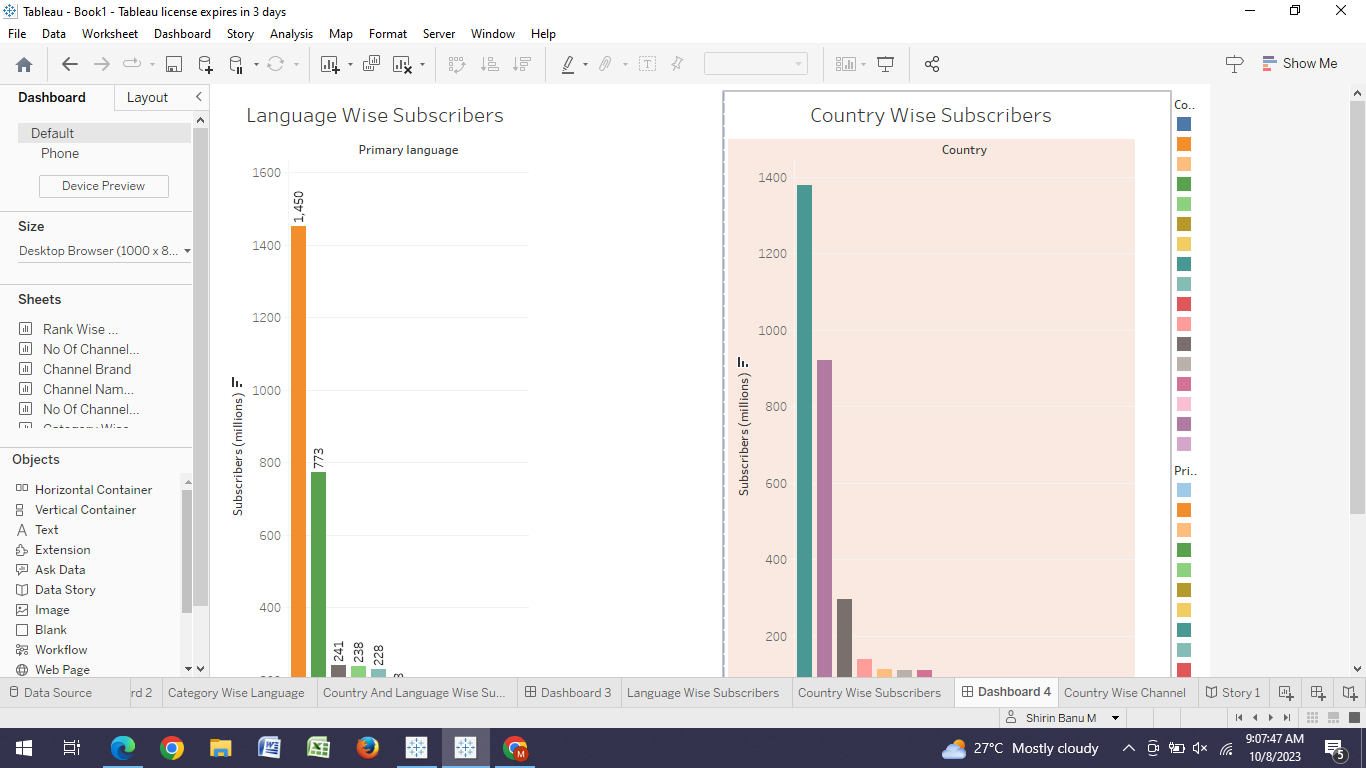 Tableau - Book1 - Tableau license expires in 3 days
File Data Worksheet Dashboard Story Analysis Map Format Server Window Help
Show Me
Dashboard Layout
Default
Phone
Device Preview
Size
Desktop Browser (1000 x 8...
Sheets
Rank Wise ...
No Of Channel...
Channel Brand
Channel Nam...
No Of Channel...
Objects
Horizontal Container
Vertical Container
Text
Extension
Ask Data
Data Story
Image
Blank
Workflow
Web Page
Language Wise Subscribers
Primary language
1600
1400
1200
1000
800
600
400
Subscribers (millions)
1,450
773
241
238
228
Country Wise Subscribers
Country
1400
1200
1000
800
600
400
200
Subscribers (millions)
Co..
Pri..
Data Source rd 2 Category Wise Language Country And Language Wise Su... Dashboard 3 Language Wise Subscribers Country Wise Subscribers Dashboard 4 Country Wise Channel Story 1
Shirin Banu M
27°C Mostly cloudy
9:07:47 AM
10/8/2023
5